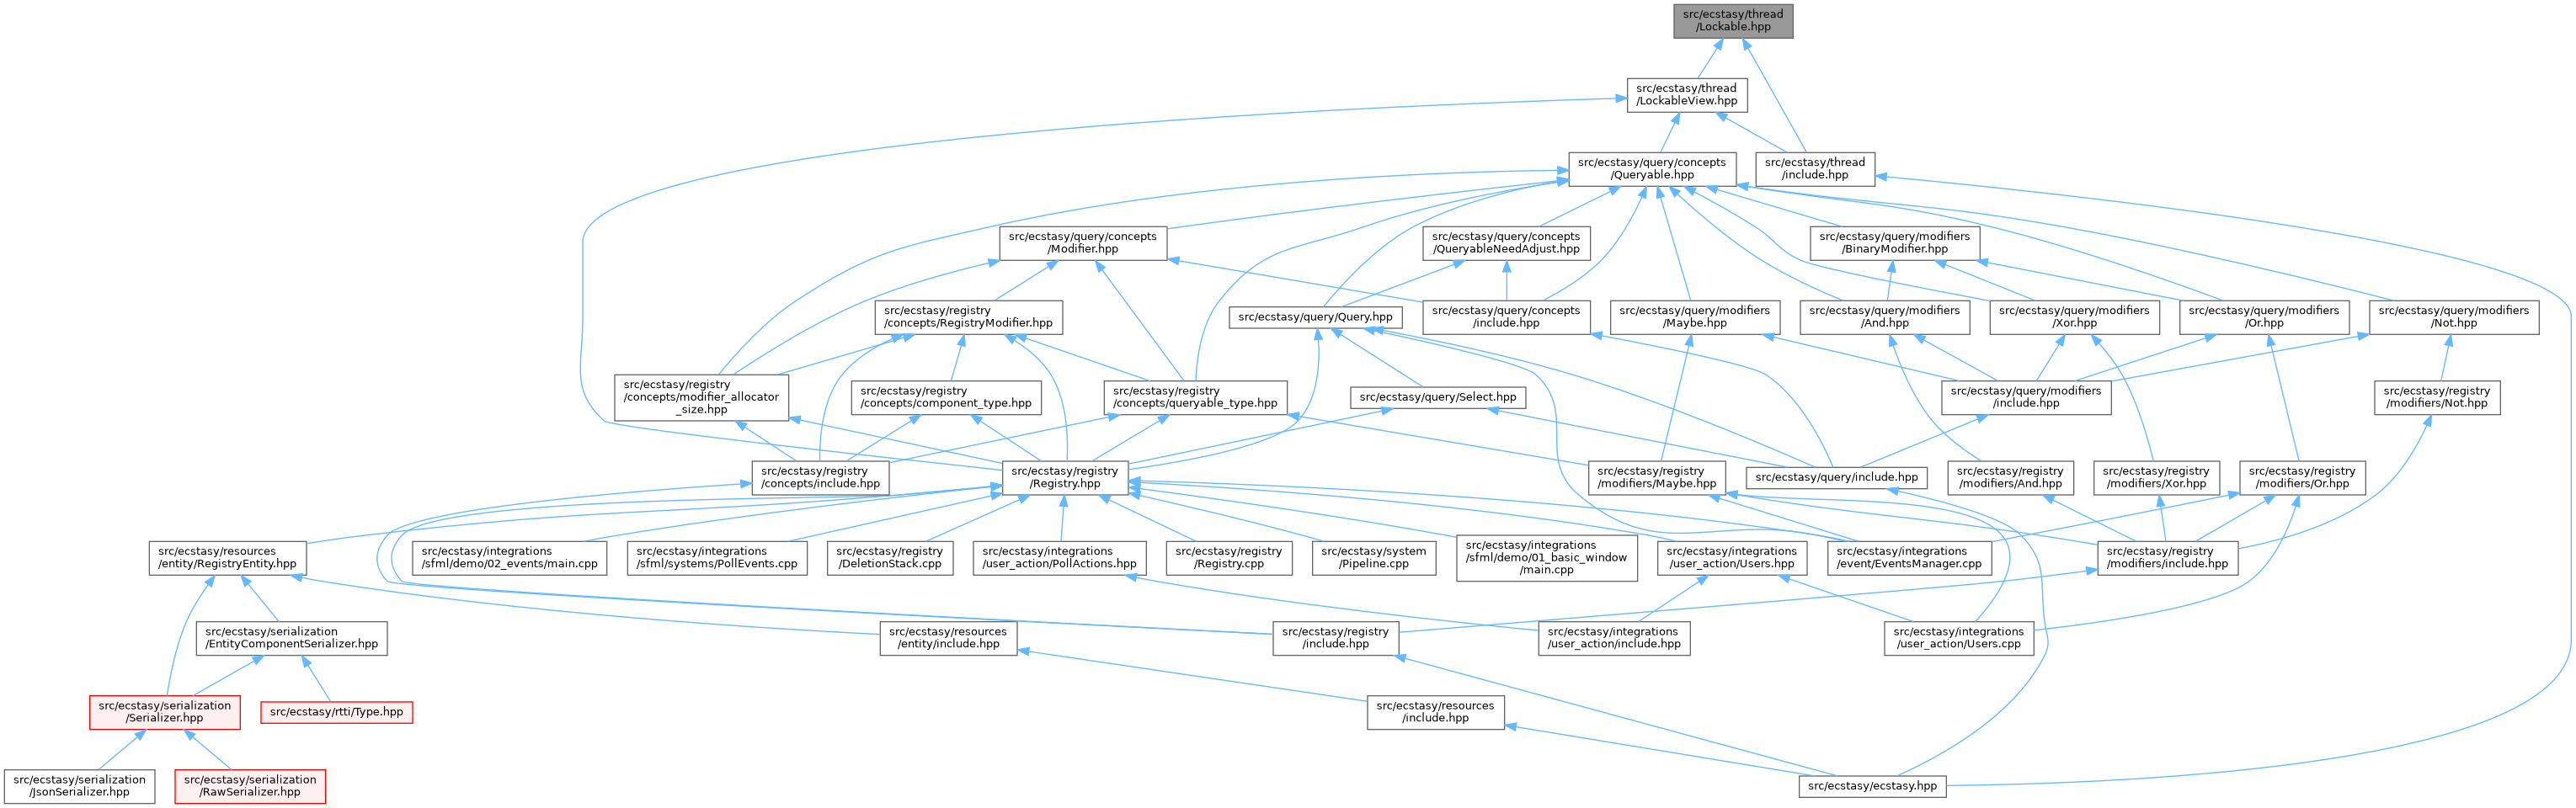 src/ecstasy/thread
/Lockable.hpp
src/ecstasy/thread
/LockableView.hpp
src/ecstasy/query/concepts
/Queryable.hpp
src/ecstasy/thread
/include.hpp
src/ecstasy/query/concepts
/Modifier.hpp
src/ecstasy/query/concepts
/QueryableNeedAdjust.hpp
src/ecstasy/query/modifiers
/BinaryModifier.hpp
src/ecstasy/registry
/concepts/RegistryModifier.hpp
src/ecstasy/query/Query.hpp
src/ecstasy/query/concepts
/include.hpp
src/ecstasy/query/modifiers
/Maybe.hpp
src/ecstasy/query/modifiers
/And.hpp
src/ecstasy/query/modifiers
/Xor.hpp
src/ecstasy/query/modifiers
/Or.hpp
src/ecstasy/query/modifiers
/Not.hpp
src/ecstasy/registry
/concepts/modifier_allocator
_size.hpp
src/ecstasy/registry
/concepts/component_type.hpp
src/ecstasy/registry
/concepts/queryable_type.hpp
src/ecstasy/query/Select.hpp
src/ecstasy/query/modifiers
/include.hpp
src/ecstasy/registry
/modifiers/Not.hpp
src/ecstasy/registry
/concepts/include.hpp
src/ecstasy/registry
/Registry.hpp
src/ecstasy/registry
/modifiers/Maybe.hpp
src/ecstasy/query/include.hpp
src/ecstasy/registry
/modifiers/And.hpp
src/ecstasy/registry
/modifiers/Xor.hpp
src/ecstasy/registry
/modifiers/Or.hpp
src/ecstasy/resources
/entity/RegistryEntity.hpp
src/ecstasy/integrations
/sfml/demo/02_events/main.cpp
src/ecstasy/integrations
/sfml/systems/PollEvents.cpp
src/ecstasy/registry
/DeletionStack.cpp
src/ecstasy/integrations
/user_action/PollActions.hpp
src/ecstasy/registry
/Registry.cpp
src/ecstasy/system
/Pipeline.cpp
src/ecstasy/integrations
/sfml/demo/01_basic_window
/main.cpp
src/ecstasy/integrations
/user_action/Users.hpp
src/ecstasy/integrations
/event/EventsManager.cpp
src/ecstasy/registry
/modifiers/include.hpp
src/ecstasy/serialization
/EntityComponentSerializer.hpp
src/ecstasy/resources
/entity/include.hpp
src/ecstasy/registry
/include.hpp
src/ecstasy/integrations
/user_action/include.hpp
src/ecstasy/integrations
/user_action/Users.cpp
src/ecstasy/serialization
/Serializer.hpp
src/ecstasy/rtti/Type.hpp
src/ecstasy/resources
/include.hpp
src/ecstasy/serialization
/JsonSerializer.hpp
src/ecstasy/serialization
/RawSerializer.hpp
src/ecstasy/ecstasy.hpp